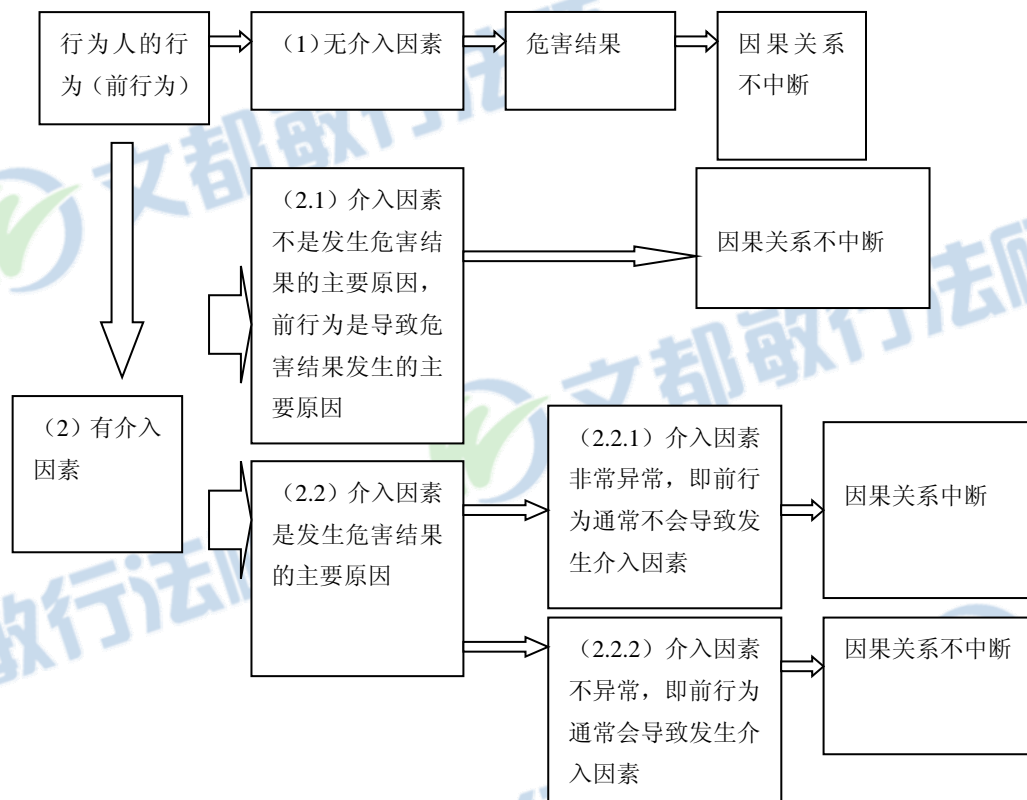 行为人的行
为（前行为）
（1）无介入因素
危害结果
因果关系
不中断
（2.1）介入因素
不是发生危害结
果的主要原因，
前行为是导致危
害结果发生的主
要原因
因果关系不中断
（2）有介入
因素
（2.2）介入因素
是发生危害结果
的主要原因
（2.2.1）介入因素
非常异常，即前行
为通常不会导致发
生介入因素
因果关系中断
（2.2.2）介入因素
不异常，即前行为
通常会导致发生介
入因素
因果关系不中断
文都敏行法
文都敏行法
敏行法